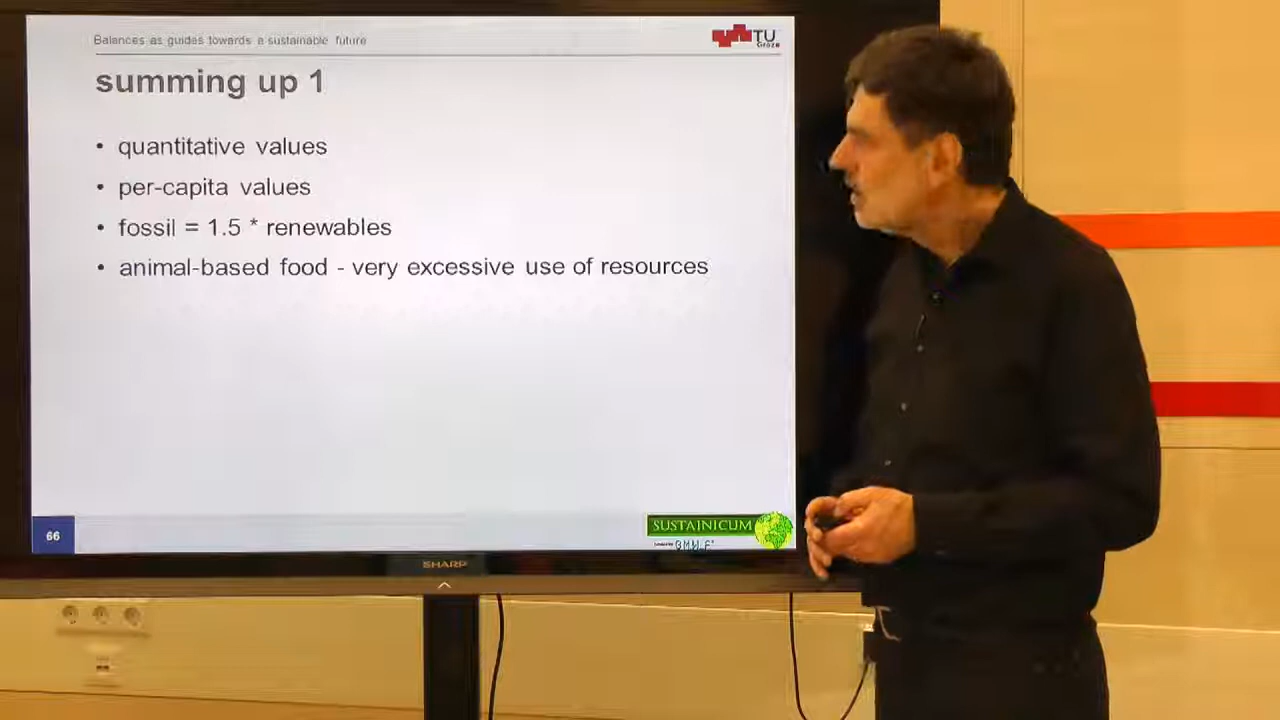 Balances as guides towards a sustainable future
TU
Graz
summing up 1
• quantitative values
• per-capita values
• fossil = 1.5 * renewables
• animal-based food - very excessive use of resources
66
SUSTAINICUM
SHARP